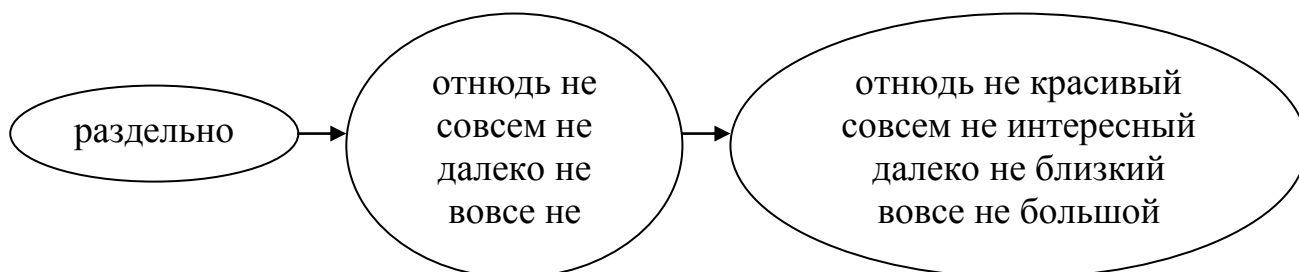 раздельно
отнюдь не
совсем не
далеко не
вовсе не
отнюдь не красивый
совсем не интересный
далеко не близкий
вовсе не большой